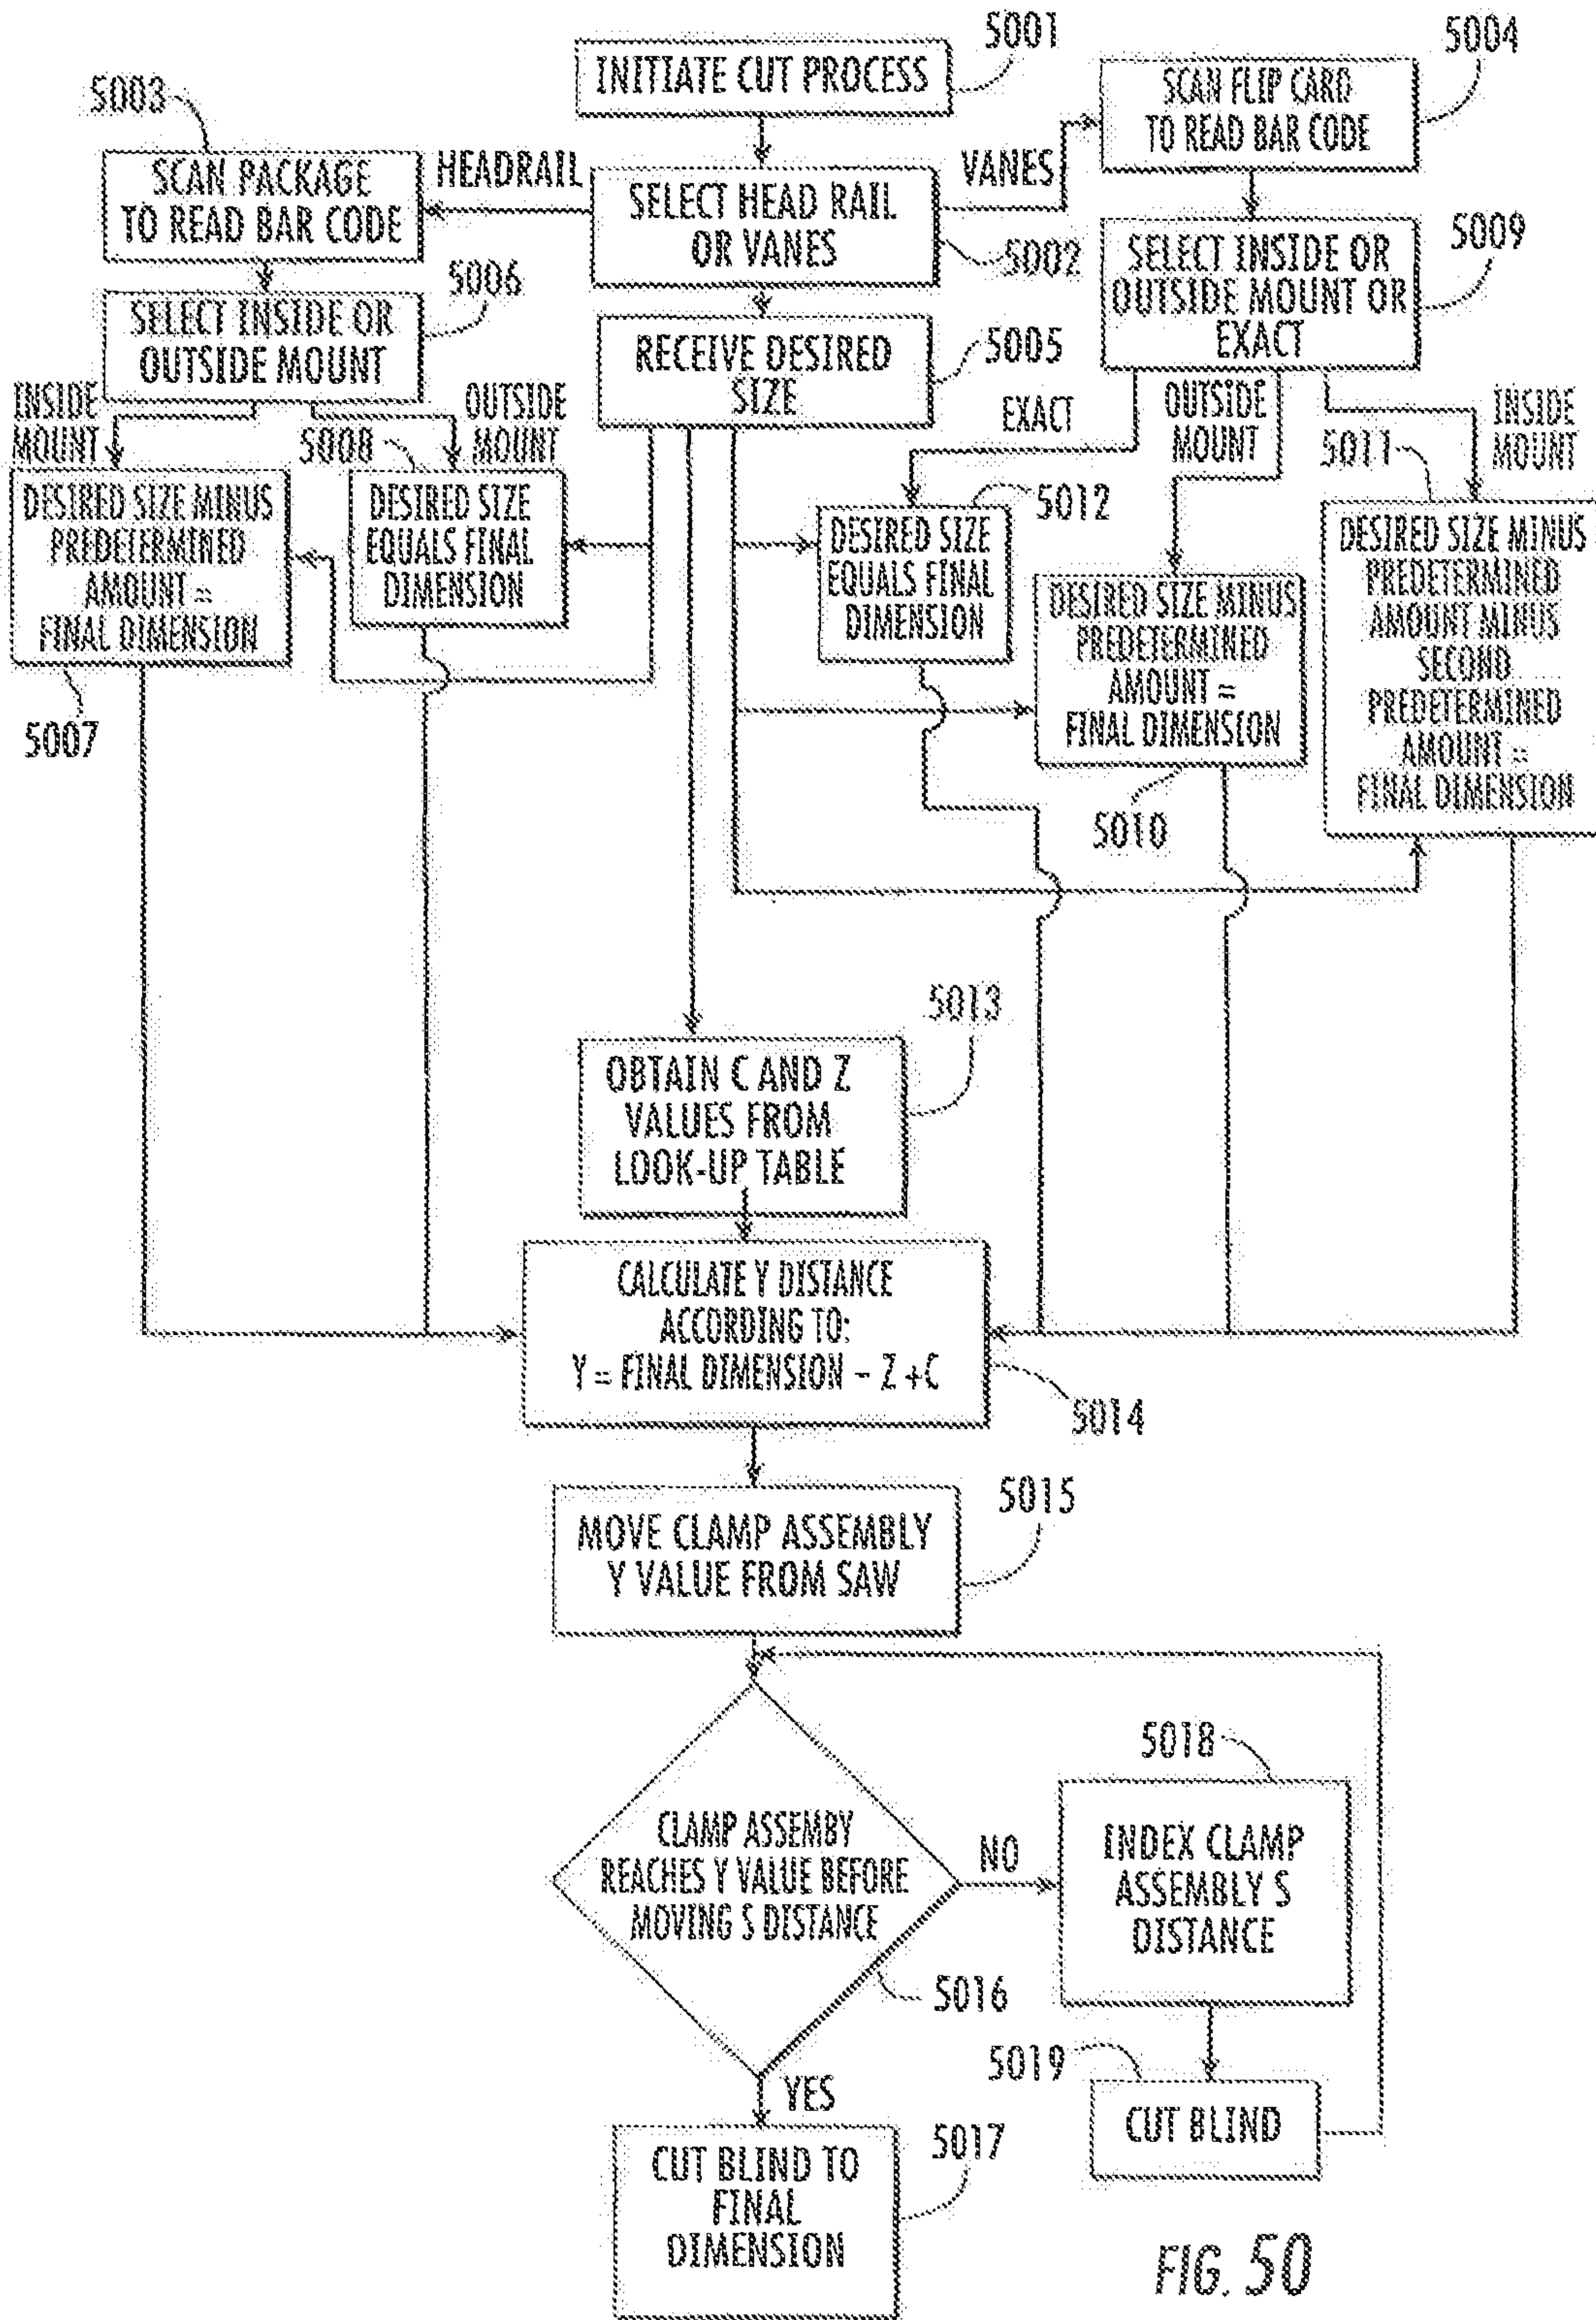 5001
INITIATE CUT PROCESS
5004
SCAN FLIP CARD
TO READ BAR CODE
5003
SCAN PACKAGE
TO READ BAR CODE
HEADRAIL
SELECT HEAD RAIL
OR VANES
VANES
5002
5009
SELECT INSIDE OR
OUTSIDE MOUNT OR
EXACT
5006
SELECT INSIDE OR
OUTSIDE MOUNT
RECEIVE DESIRED
SIZE
5005
INSIDE
MOUNT
5008
OUTSIDE
MOUNT
EXACT
OUTSIDE
MOUNT
INSIDE
MOUNT
5011
DESIRED SIZE MINUS
PREDETERMINED
AMOUNT =
FINAL DIMENSION
5007
DESIRED SIZE
EQUALS FINAL
DIMENSION
5012
DESIRED SIZE
EQUALS FINAL
DIMENSION
DESIRED SIZE MINUS
PREDETERMINED
AMOUNT =
FINAL DIMENSION
5010
DESIRED SIZE MINUS
PREDETERMINED
AMOUNT MINUS
SECOND
PREDETERMINED
AMOUNT =
FINAL DIMENSION
5013
OBTAIN C AND Z
VALUES FROM
LOOK-UP TABLE
CALCULATE Y DISTANCE
ACCORDING TO:
Y = FINAL DIMENSION - Z +C
5014
5015
MOVE CLAMP ASSEMBLY
Y VALUE FROM SAW
CLAMP ASSEMBY
REACHES Y VALUE BEFORE
MOVING S DISTANCE
5016
NO
5018
INDEX CLAMP
ASSEMBLY S
DISTANCE
5019
CUT BLIND
YES
CUT BLIND TO
FINAL
DIMENSION
5017
FIG. 50